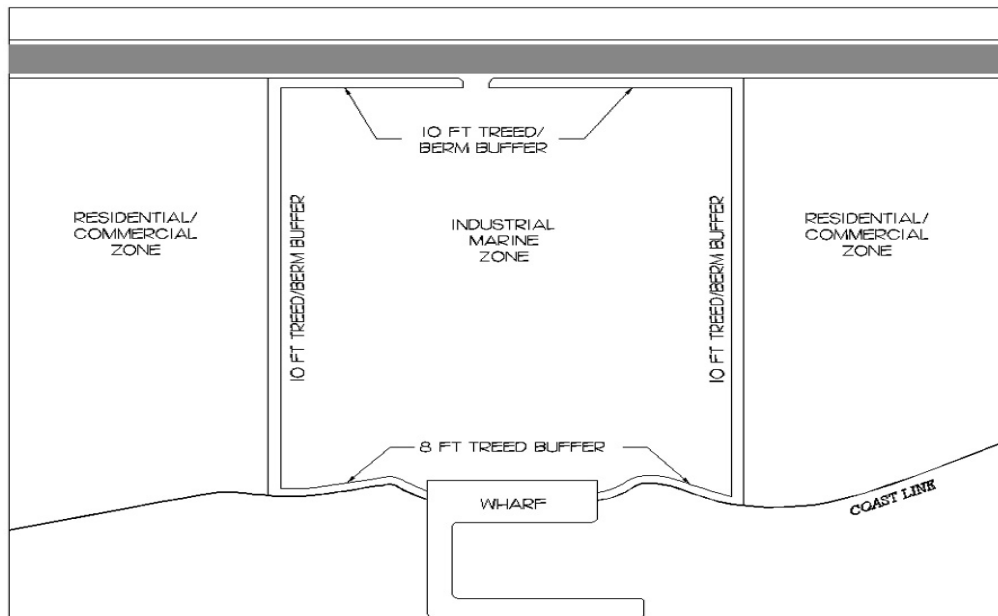 10 FT TREED/
BERM BUFFER
RESIDENTIAL/
COMMERCIAL
ZONE
10 FT TREED/BERM BUFFER
INDUSTRIAL
MARINE
ZONE
10 FT TREED/BERM BUFFER
RESIDENTIAL/
COMMERCIAL
ZONE
8 FT TREED BUFFER
WHARF
COAST LINE